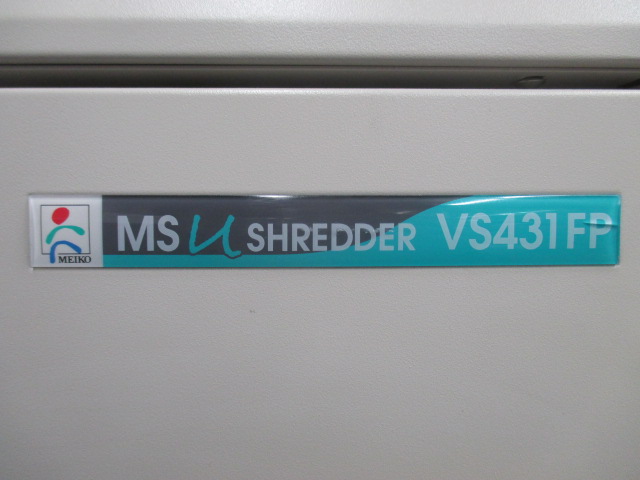 MEIKO
MS u SHREDDER VS431FP